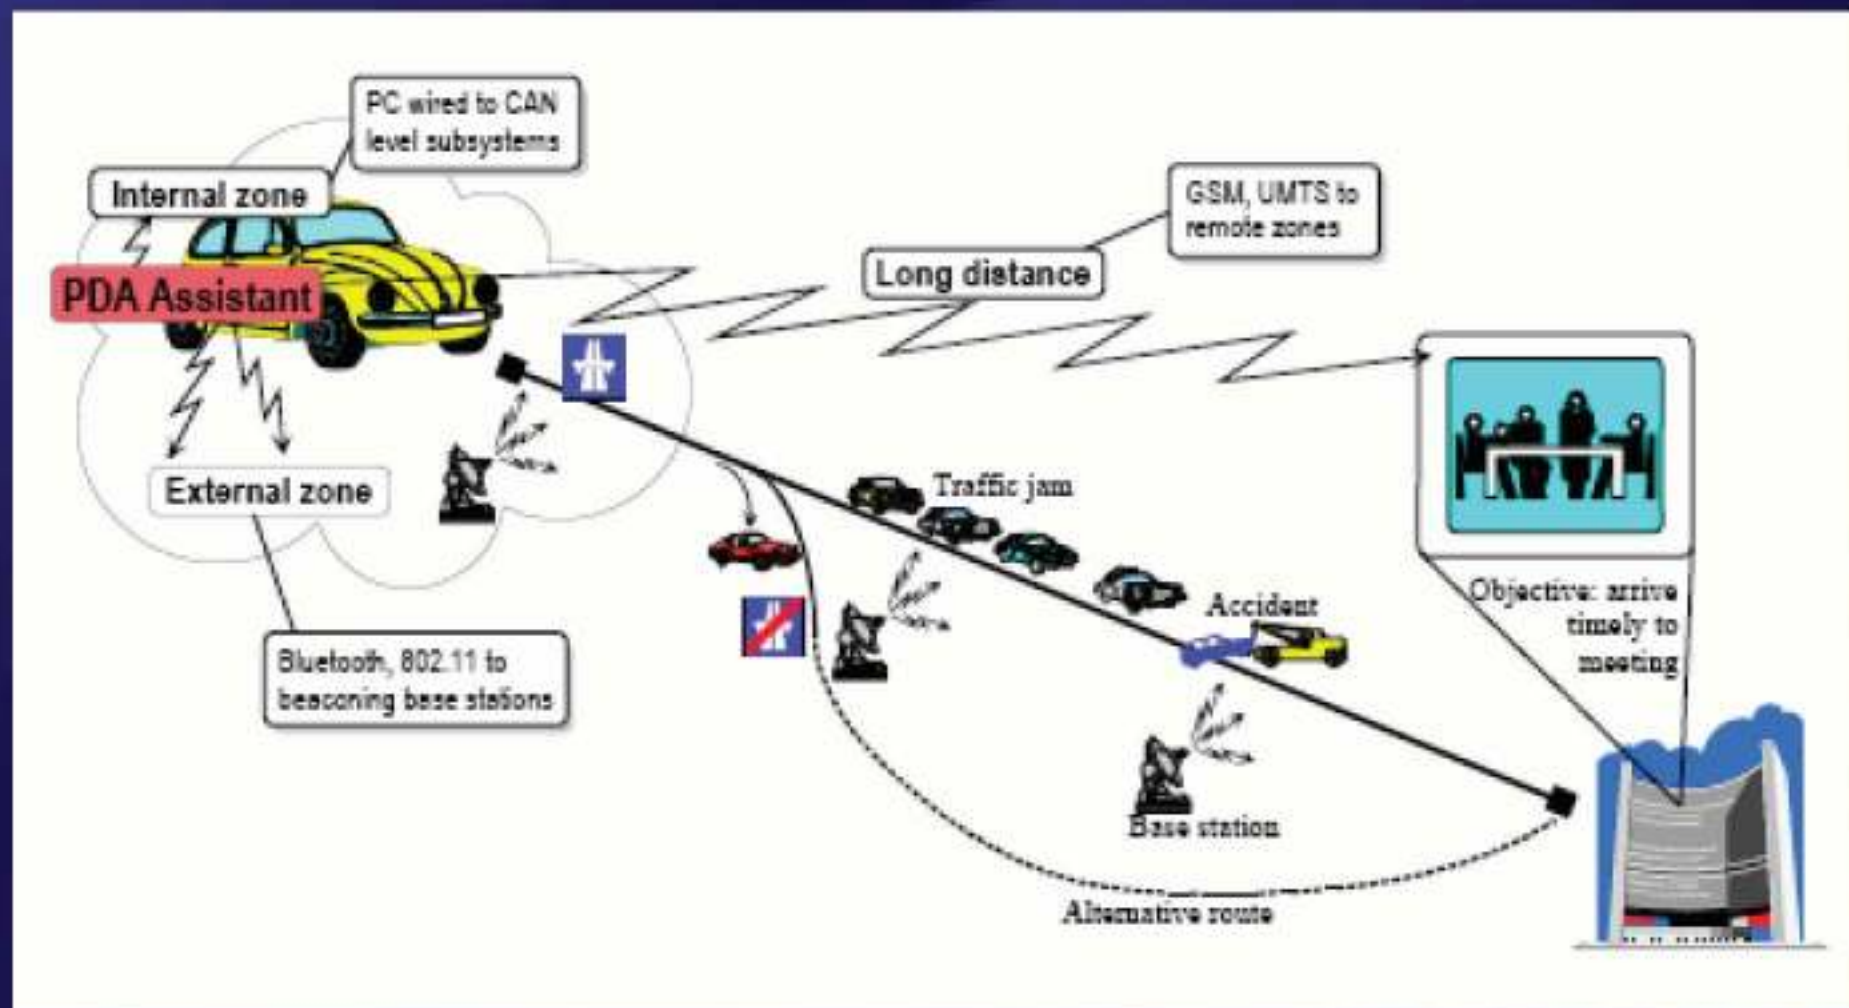 PC wired to CAN
level subsystems
Internal zone
GSM, UMTS to
remote zones
Long distance
PDA Assistant
External zone
Traffic jam
Accident
Objective: arrive
timely to
meeting
Bluetooth, 802.11 to
beaconing base stations
Base station
Alternative route